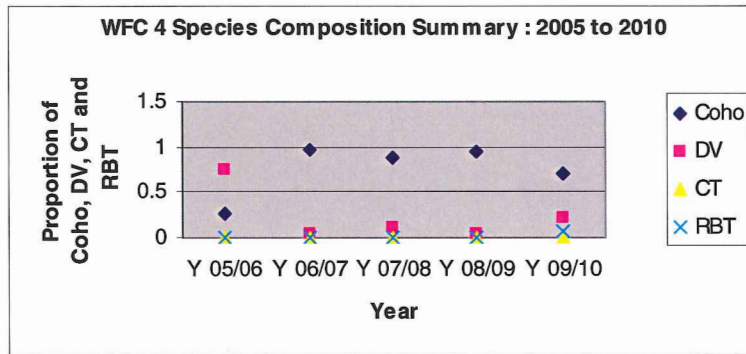 WFC 4 Species Composition Summary : 2005 to 2010
Proportion of
Coho, DV, CT and
RBT
1.5
1
0.5
0
Y 05/06 Y 06/07 Y 07/08 Y 08/09 Y 09/10
Year
Coho
DV
CT
RBT